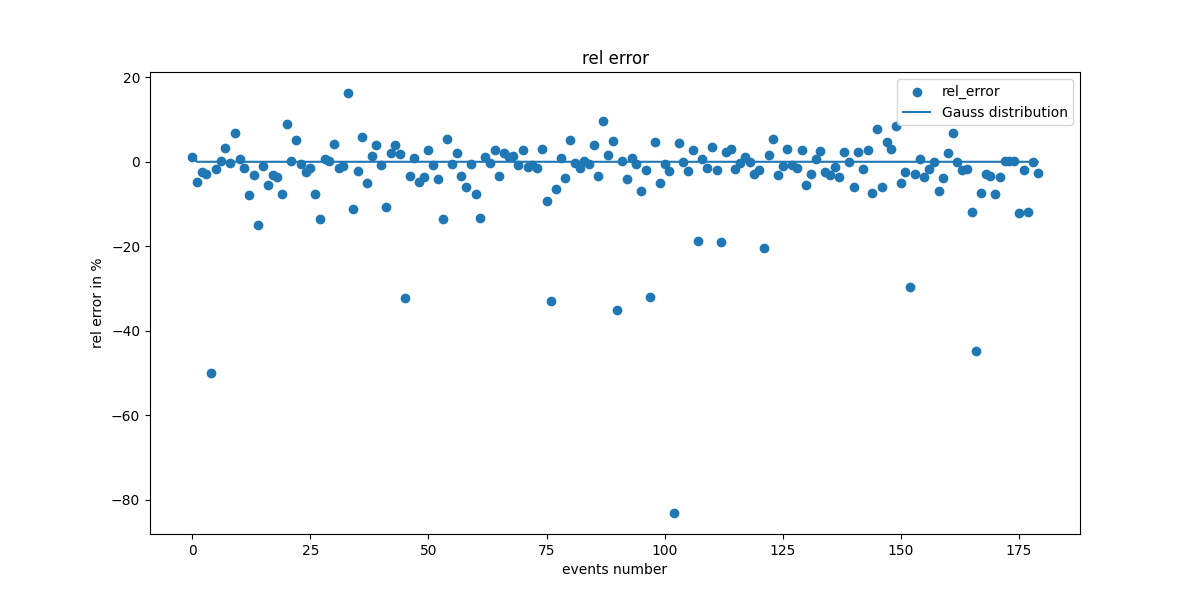 rel error
rel_error
Gauss distribution
20
0
−20
−40
−60
−80
rel error in %
0
25
50
75
100
125
150
175
events number